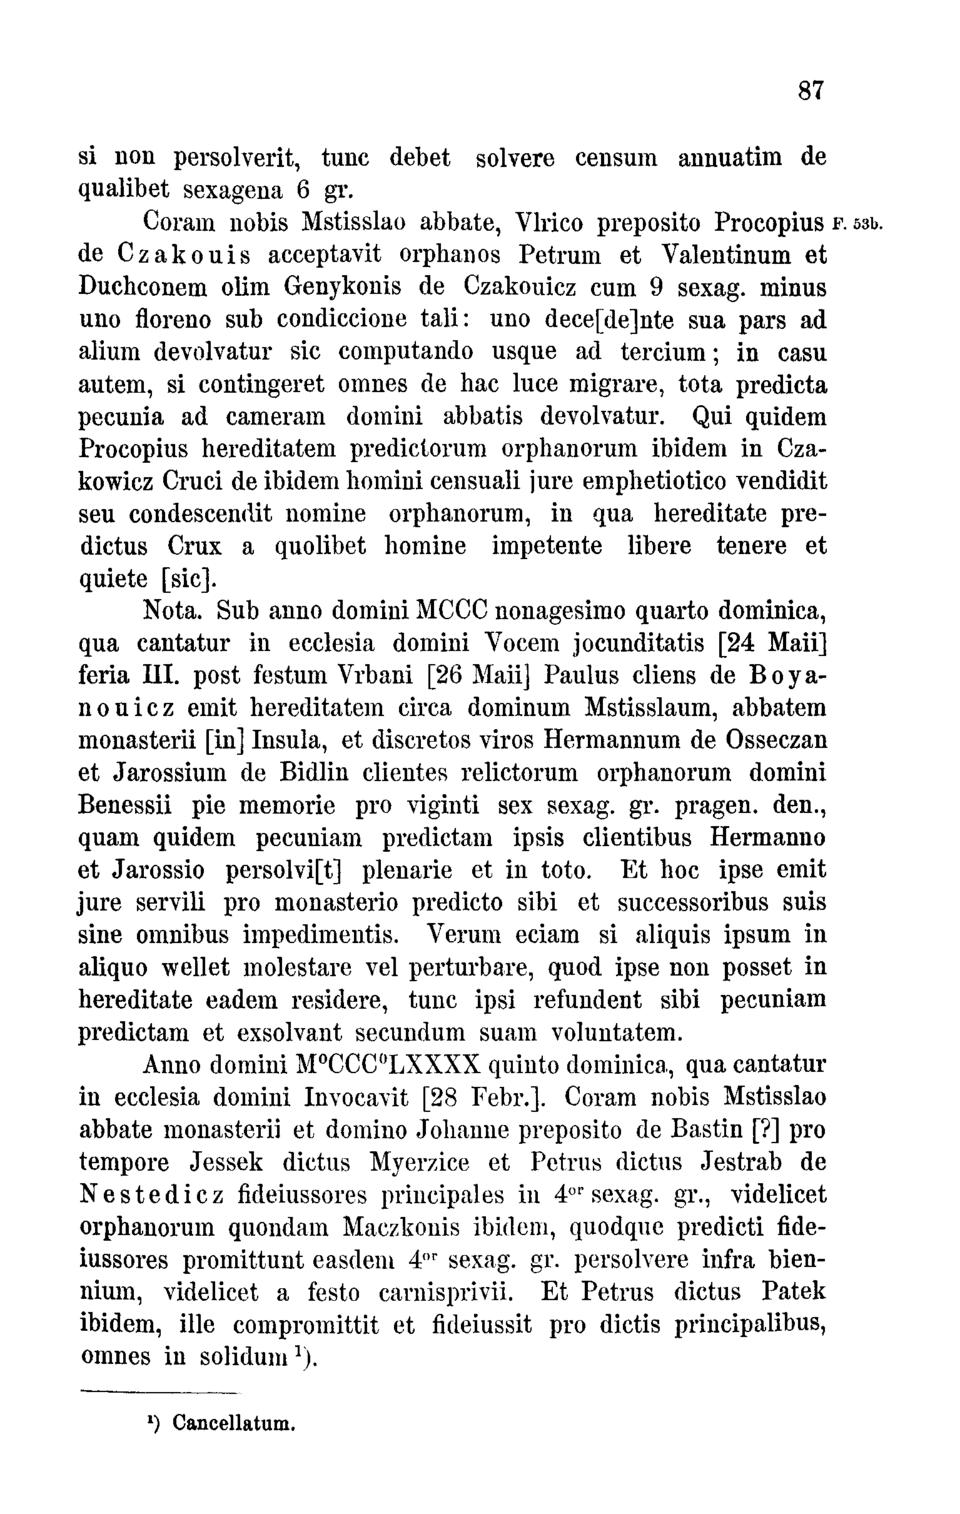 87
si non persolverit, tunc debet solvere censum annuatim de
qualibet sexagena 6 gr.
Coram nobis Mstisslao abbate, Vlrico preposito Procopius F. 53b.
de Czakouis acceptavit orphanos Petrum et Valentinum et
Duchconem olim Genykonis de Czakouicz cum 9 sexag. minus
uno floreno sub condiccione tali: uno dece[de]nte sua pars ad
alium devolvatur sic computando usque ad tercium; in casu
autem, si contingeret omnes de hac luce migrare, tota predicta
pecunia ad cameram domini abbatis devolvatur. Qui quidem
Procopius hereditatem predictorum orphanorum ibidem in Cza-
kowicz Cruci de ibidem homini censuali jure emphetiotico vendidit
seu condescendit nomine orphanorum, in qua hereditate pre-
dictus Crux a quolibet homine impetente libere tenere et
quiete [sic].
Nota. Sub anno domini MCCC nonagesimo quarto dominica,
qua cantatur in ecclesia domini Vocem jocunditatis [24 Maii]
feria III. post festum Vrbani [26 Maii] Paulus cliens de Boya-
nouicz emit hereditatem circa dominum Mstisslaum, abbatem
monasterii [in] Insula, et discretos viros Hermannum de Osseczan
et Jarossium de Bidlin clientes relictorum orphanorum domini
Benessii pie memorie pro viginti sex sexag. gr. pragen. den.,
quam quidem pecuniam predictam ipsis clientibus Hermanno
et Jarossio persolvi[t] plenarie et in toto. Et hoc ipse emit
jure servili pro monasterio predicto sibi et successoribus suis
sine omnibus impedimentis. Verum eciam si aliquis ipsum in
aliquo wellet molestare vel perturbare, quod ipse non posset in
hereditate eadem residere, tunc ipsi refundent sibi pecuniam
predictam et exsolvant secundum suam voluntatem.
Anno domini MºCCCºLXXXX quinto dominica, qua cantatur
in ecclesia domini Invocavit [28 Febr.]. Coram nobis Mstisslao
abbate monasterii et domino Johanne preposito de Bastin [?] pro
tempore Jessek dictus Myerzice et Petrus dictus Jestrab de
Nestedicz fideiussores principales in 4ᵒʳ sexag. gr., videlicet
orphanorum quondam Maczkonis ibidem, quodque predicti fide-
iussores promittunt easdem 4ᵒʳ sexag. gr. persolvere infra bien-
nium, videlicet a festo carnisprivii. Et Petrus dictus Patek
ibidem, ille compromittit et fideiussit pro dictis principalibus,
omnes in solidum ¹).
¹) Cancellatum.